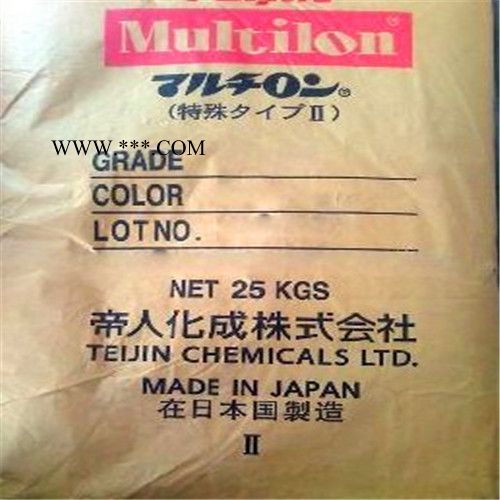 Multilon®
マルチロン®
(特殊タイプⅡ)
WWW.***.COM
GRADE
COLOR
LOT NO.
NET 25 KGS
帝人化成株式会社
TEIJIN CHEMICALS LTD.
MADE IN JAPAN
在日本国製造
Ⅱ